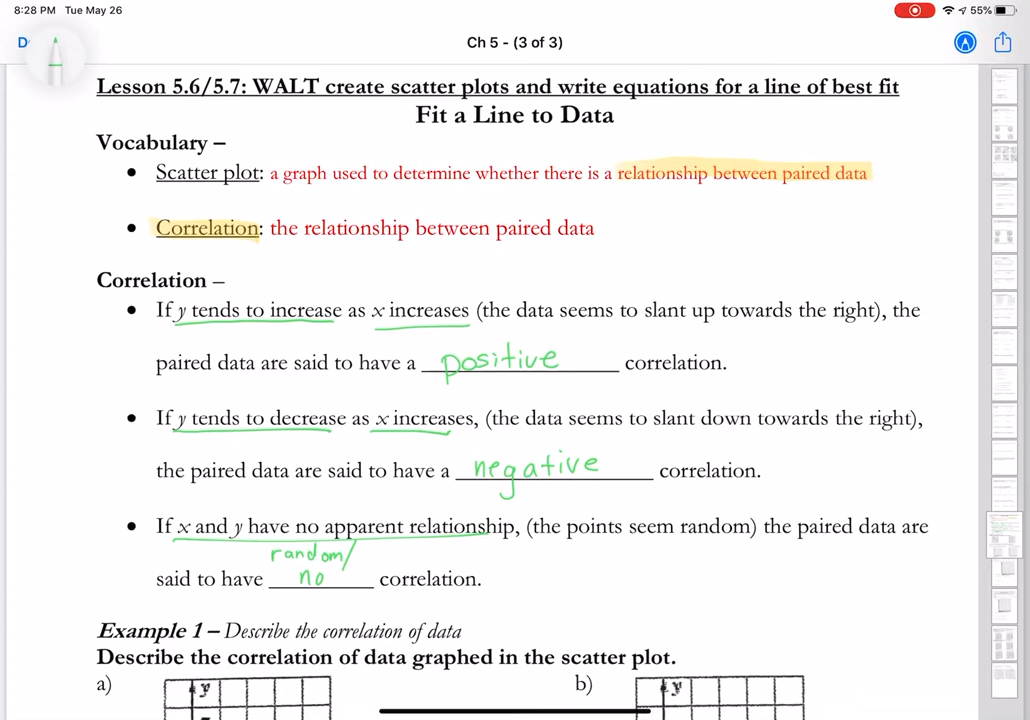 8:28 PM Tue May 26
55%
D
Ch 5 - (3 of 3)
Lesson 5.6/5.7: WALT create scatter plots and write equations for a line of best fit
Fit a Line to Data
Vocabulary –
• Scatter plot: a graph used to determine whether there is a relationship between paired data
• Correlation: the relationship between paired data
Correlation –
• If y tends to increase as x increases (the data seems to slant up towards the right), the
paired data are said to have a positive correlation.
• If y tends to decrease as x increases, (the data seems to slant down towards the right),
the paired data are said to have a negative correlation.
• If x and y have no apparent relationship, (the points seem random) the paired data are
random/
said to have no correlation.
Example 1 – Describe the correlation of data
Describe the correlation of data graphed in the scatter plot.
a) b)
y y